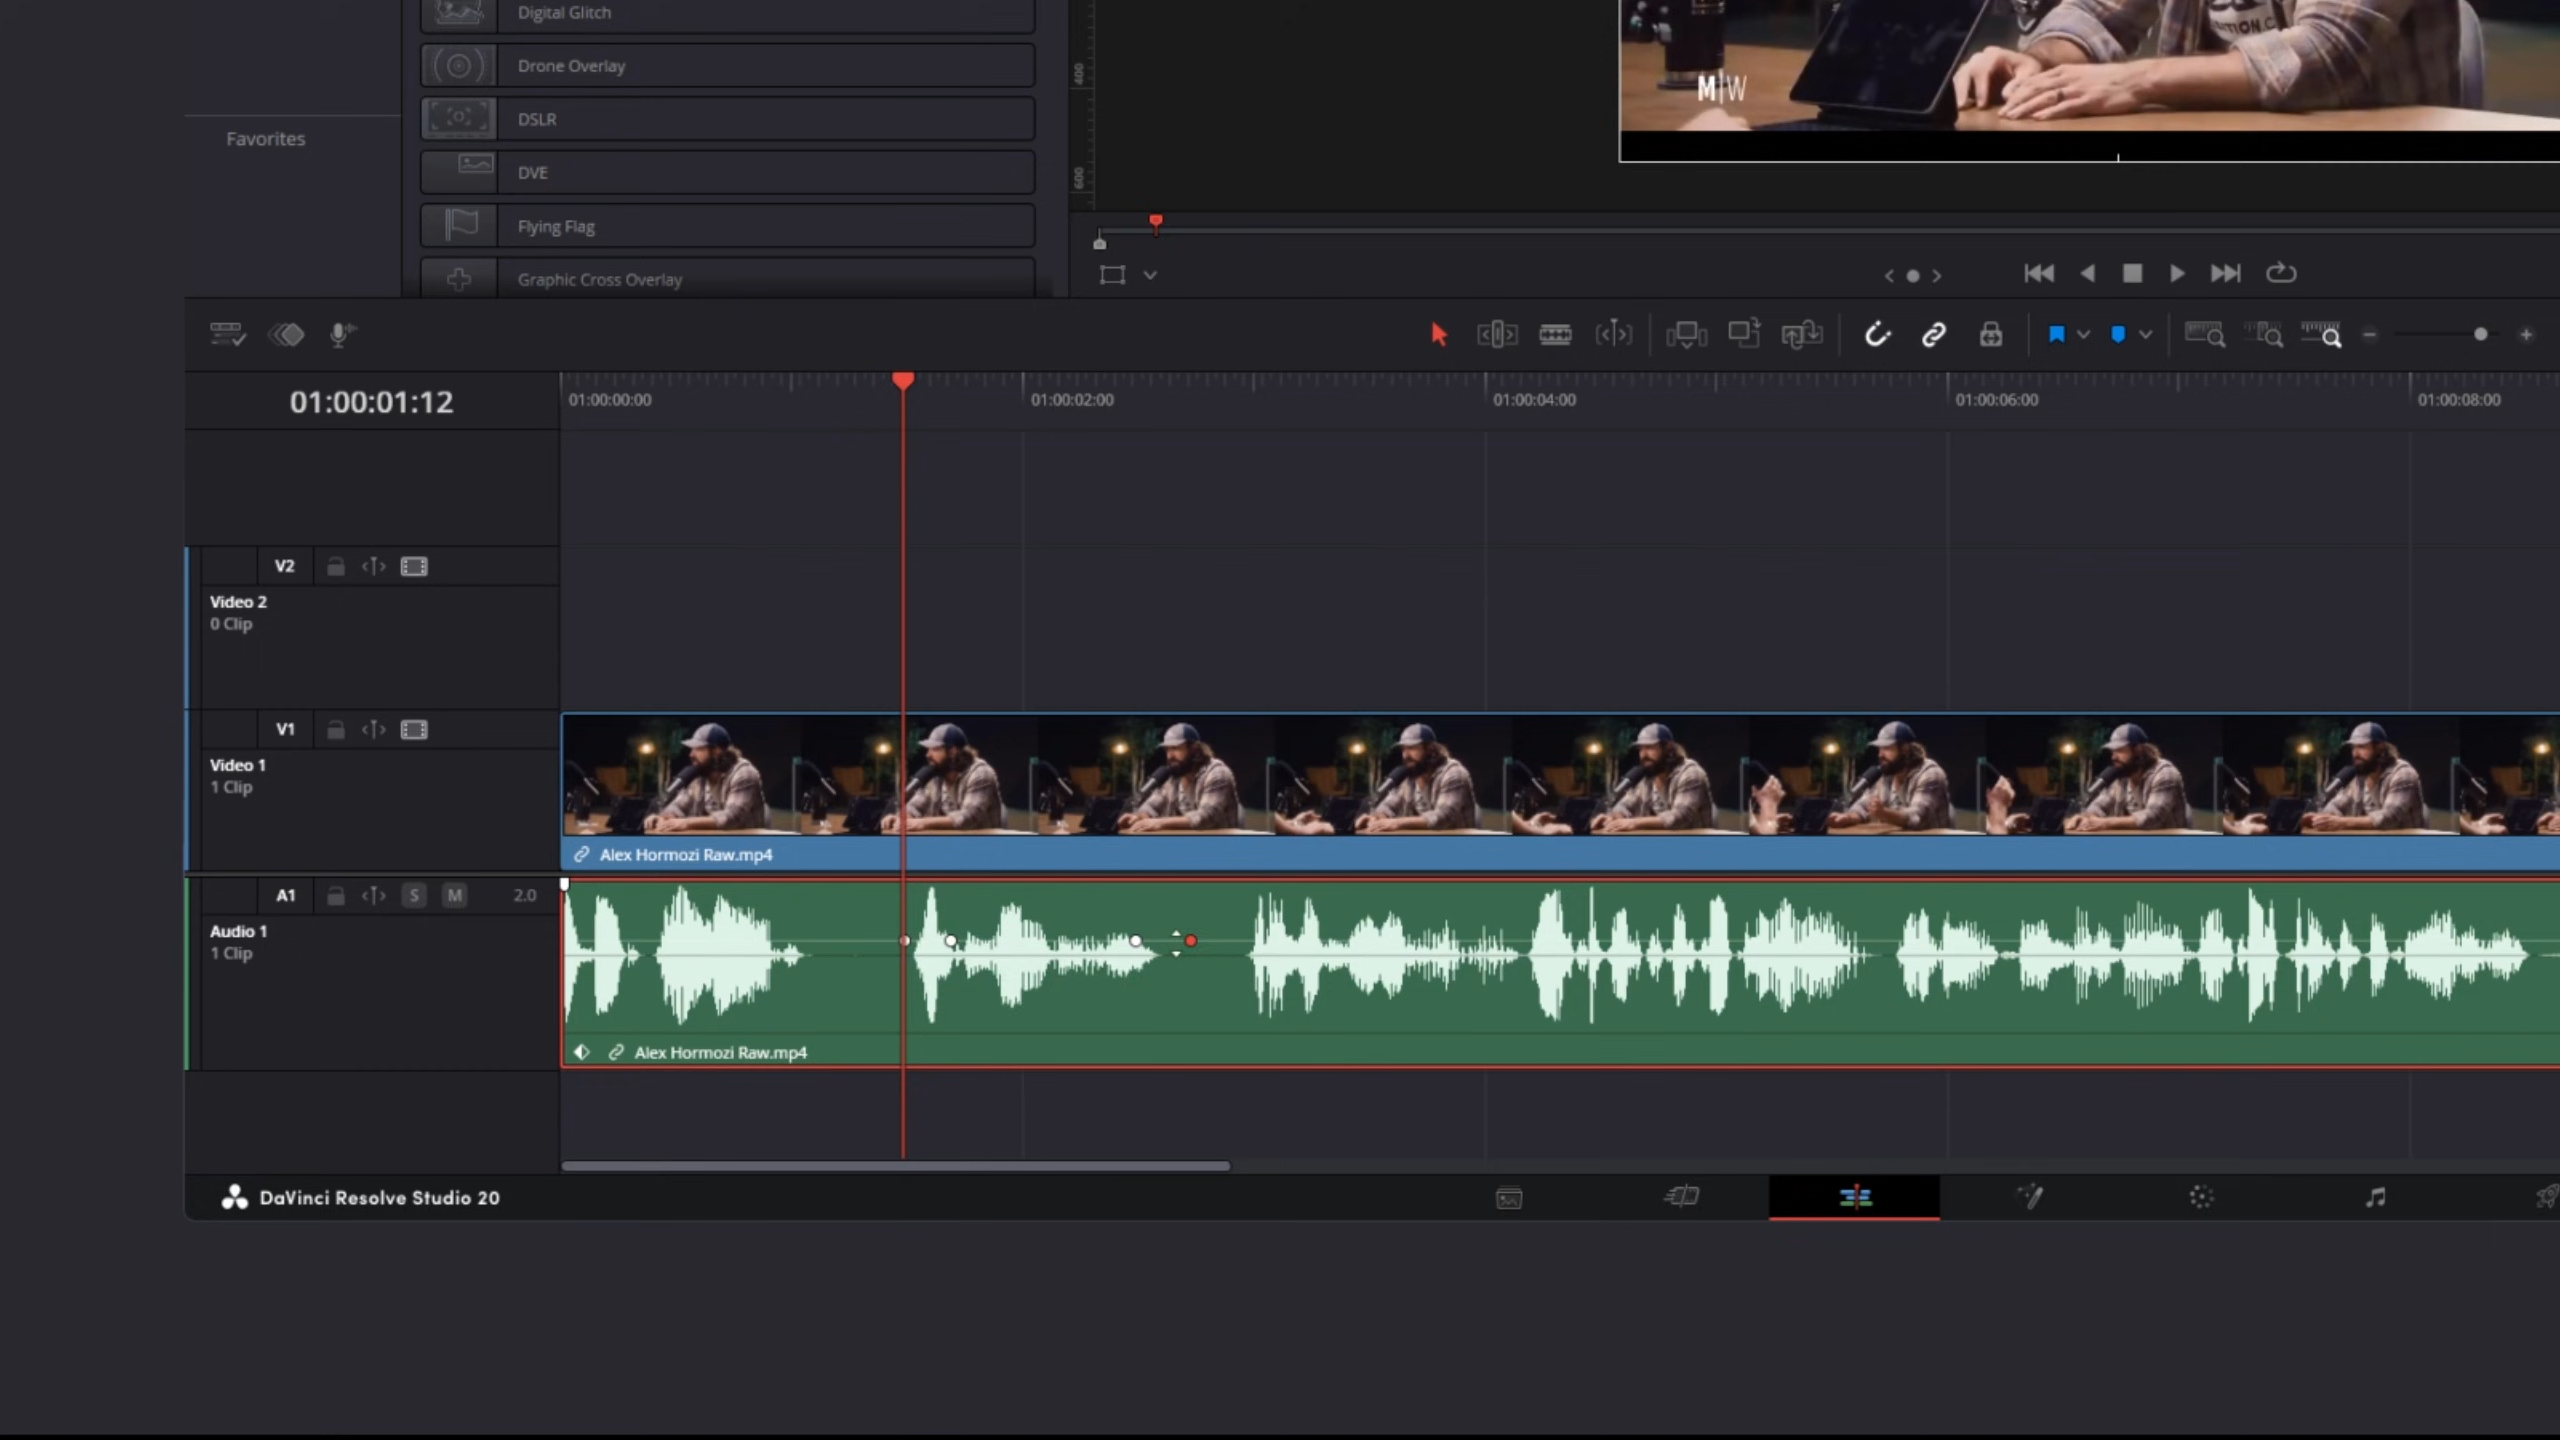 Digital Glitch
Drone Overlay
DSLR
DVE
Flying Flag
Graphic Cross Overlay
Favorites
400
600
M|W
01:00:01:12
01:00:00:00
01:00:02:00
01:00:04:00
01:00:06:00
01:00:08:00
V2
Video 2
0 Clip
V1
Video 1
1 Clip
Alex Hormozi Raw.mp4
A1
S
M
2.0
Audio 1
1 Clip
Alex Hormozi Raw.mp4
DaVinci Resolve Studio 20